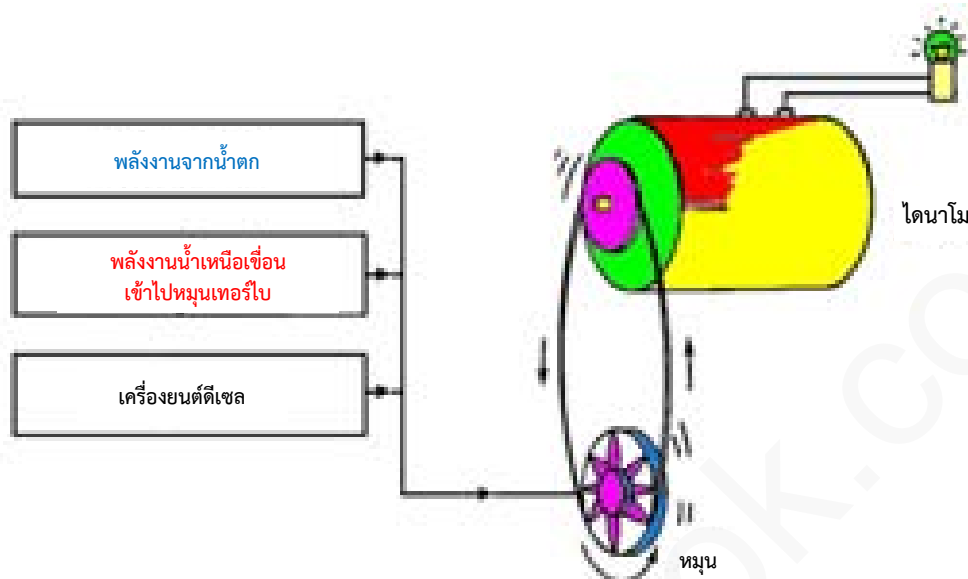 พลังงานจากน้ำตก
พลังงานน้ำเหนือเขื่อน
เข้าไปหมุนเทอร์ไบ
เครื่องยนต์ดีเซล
ไดนาโม
หมุน